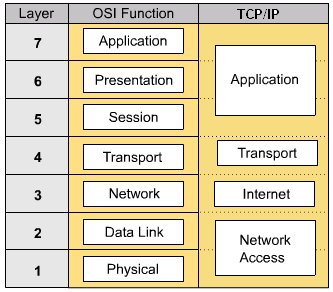 Layer OSI Function TCP/IP
7 Application
6 Presentation Application
5 Session
4 Transport Transport
3 Network Internet
2 Data Link Network
Access
1 Physical